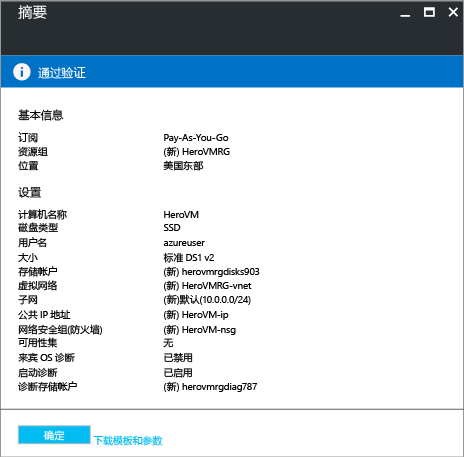 摘要
通过验证
基本信息
订阅 Pay-As-You-Go
资源组 (新) HeroVMRG
位置 美国东部
设置
计算机名称 HeroVM
磁盘类型 SSD
用户名 azureuser
大小 标准 DS1 v2
存储帐户 (新) herovmrgdisks903
虚拟网络 (新) HeroVMRG-vnet
子网 (新)默认(10.0.0.0/24)
公共 IP 地址 (新) HeroVM-ip
网络安全组(防火墙) (新) HeroVM-nsg
可用性集 无
来宾 OS 诊断 已禁用
启动诊断 已启用
诊断存储帐户 (新) herovmrgdiag787
确定 下载模板和参数